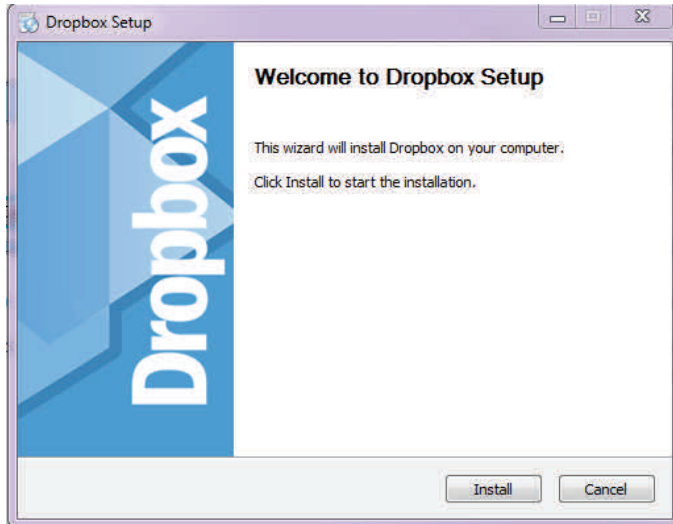 Dropbox Setup
Welcome to Dropbox Setup
This wizard will install Dropbox on your computer.
Click Install to start the installation.
Dropbox
Install
Cancel